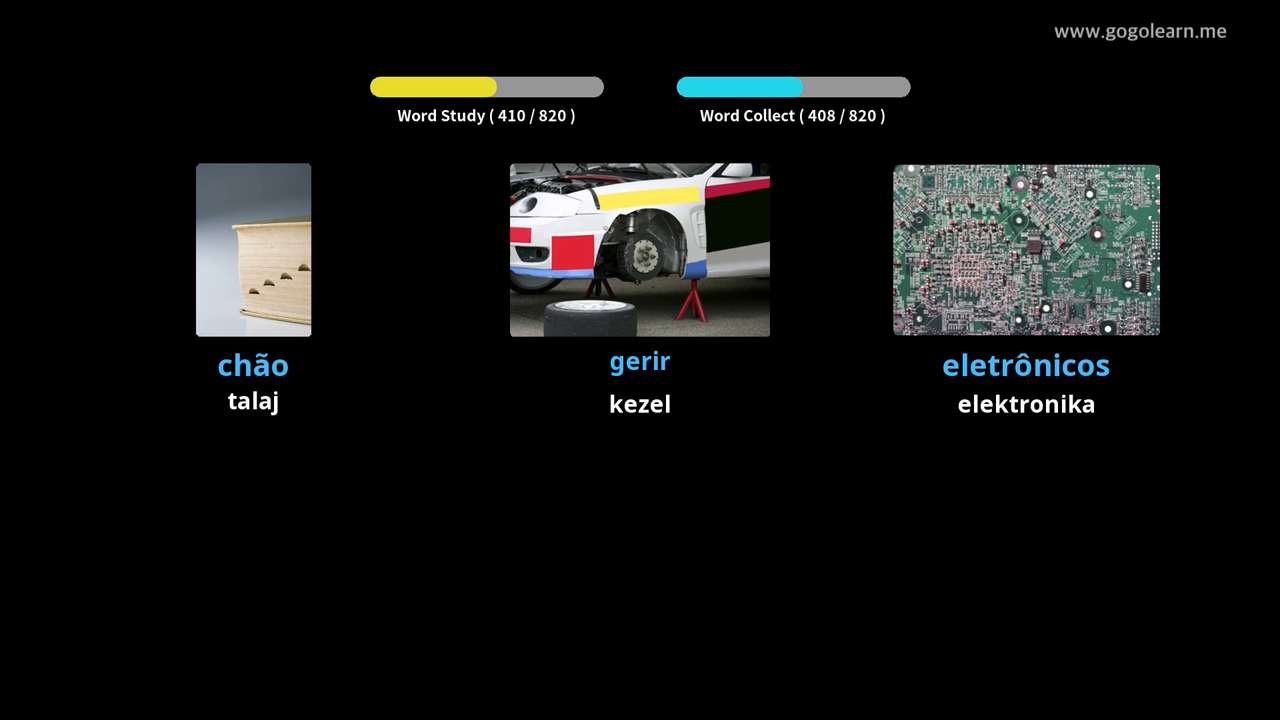 www.gogolearn.me
Word Study ( 410 / 820 )
Word Collect ( 408 / 820 )
chão
talaj
gerir
kezel
eletrônicos
elektronika